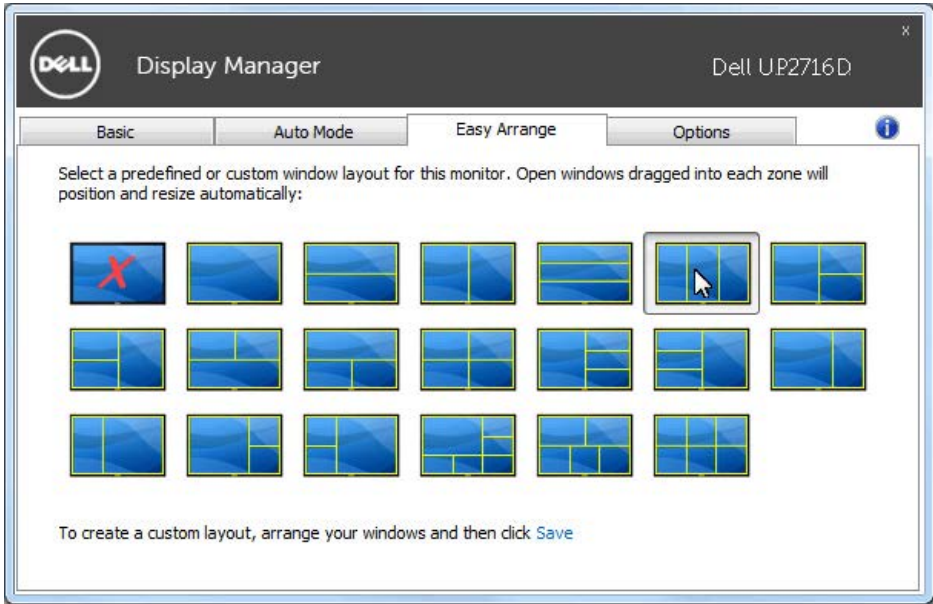 x
DELL
Display Manager
Dell UP2716D
Basic
Auto Mode
Easy Arrange
Options
i
Select a predefined or custom window layout for this monitor. Open windows dragged into each zone will
position and resize automatically:
X
To create a custom layout, arrange your windows and then click Save